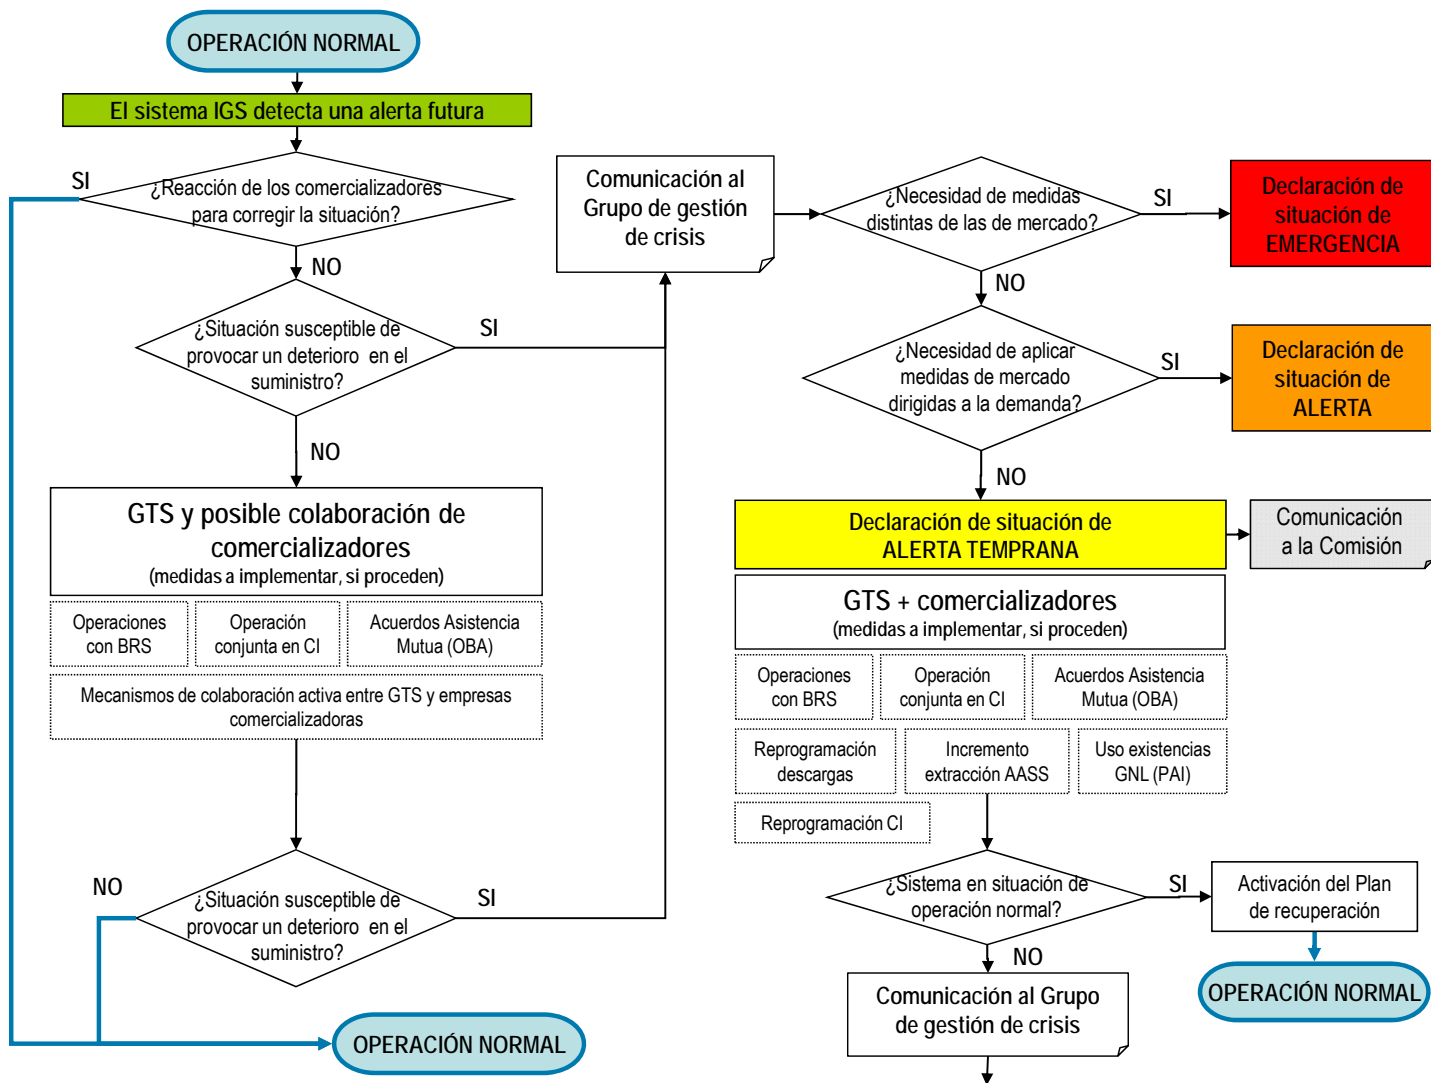 OPERACIÓN NORMAL
El sistema IGS detecta una alerta futura
SI
¿Reacción de los comercializadores
para corregir la situación?
NO
¿Situación susceptible de
provocar un deterioro en el
suministro?
SI
NO
GTS y posible colaboración de
comercializadores
(medidas a implementar, si proceden)
Operaciones
con BRS
Operación
conjunta en CI
Acuerdos Asistencia
Mutua (OBA)
Mecanismos de colaboración activa entre GTS y empresas
comercializadoras
NO
¿Situación susceptible de
provocar un deterioro en el
suministro?
SI
OPERACIÓN NORMAL
Comunicación al
Grupo de gestión
de crisis
¿Necesidad de medidas
distintas de las de mercado?
SI
Declaración de
situación de
EMERGENCIA
NO
¿Necesidad de aplicar
medidas de mercado
dirigidas a la demanda?
SI
Declaración de
situación de
ALERTA
NO
Declaración de situación de
ALERTA TEMPRANA
Comunicación
a la Comisión
GTS + comercializadores
(medidas a implementar, si proceden)
Operaciones
con BRS
Operación
conjunta en CI
Acuerdos Asistencia
Mutua (OBA)
Reprogramación
descargas
Incremento
extracción AASS
Uso existencias
GNL (PAI)
Reprogramación CI
¿Sistema en situación de
operación normal?
SI
Activación del Plan
de recuperación
OPERACIÓN NORMAL
NO
Comunicación al Grupo
de gestión de crisis